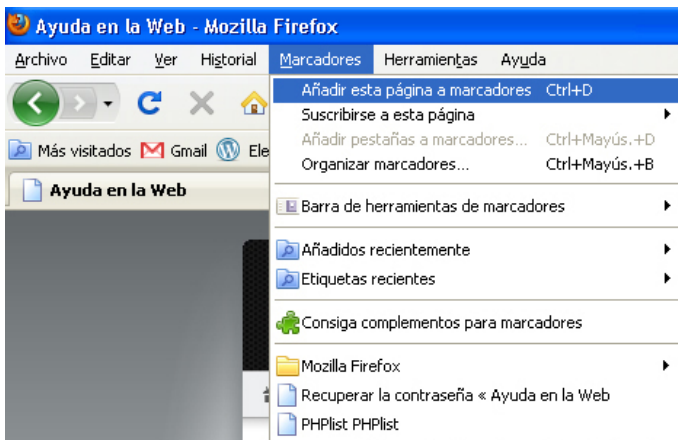 Ayuda en la Web - Mozilla Firefox
Archivo Editar Ver Historial Marcadores Herramientas Ayuda
Añadir esta página a marcadores Ctrl+D
Suscribirse a esta página
Añadir pestañas a marcadores... Ctrl+Mayús.+D
Organizar marcadores... Ctrl+Mayús.+B
Más visitados Gmail Ele
Ayuda en la Web
Barra de herramientas de marcadores
Añadidos recientemente
Etiquetas recientes
Consiga complementos para marcadores
Mozilla Firefox
Recuperar la contraseña « Ayuda en la Web
PHPlist PHPlist